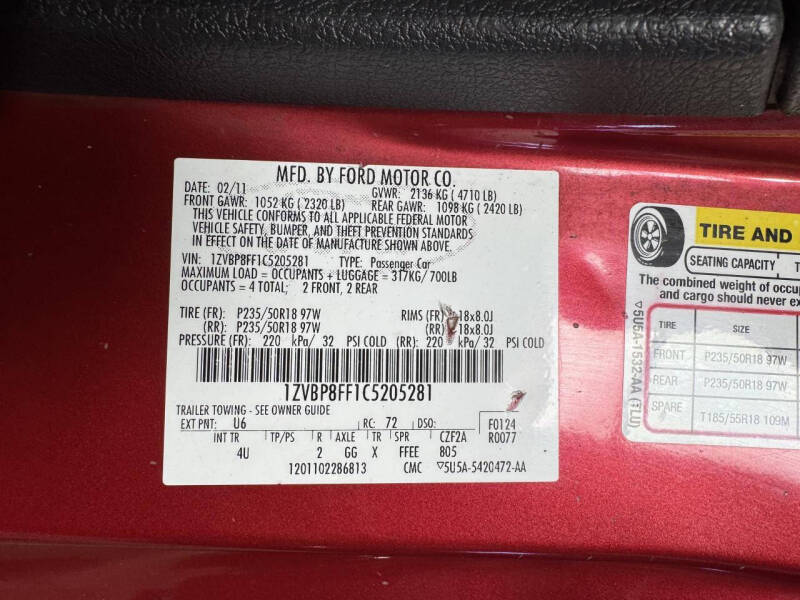 MFD. BY FORD MOTOR CO.
DATE: 02/11 GVWR: 2136 KG (4710 LB)
FRONT GAWR: 1052 KG (2320 LB) REAR GAWR: 1098 KG (2420 LB)
THIS VEHICLE CONFORMS TO ALL APPLICABLE FEDERAL MOTOR
VEHICLE SAFETY, BUMPER, AND THEFT PREVENTION STANDARDS
IN EFFECT ON THE DATE OF MANUFACTURE SHOWN ABOVE.
VIN: 1ZVBP8FF1C5205281 TYPE: Passenger Car
MAXIMUM LOAD = OCCUPANTS + LUGGAGE = 317KG/700LB
OCCUPANTS = 4 TOTAL; 2 FRONT, 2 REAR
TIRE (FR): P235/50R18 97W RIMS (FR) 18x8.0J
(RR): P235/50R18 97W (RR) 18x8.0J
PRESSURE (FR): 220 kPa/ 32 PSI COLD (RR): 220 kPa/ 32 PSI COLD
1ZVBP8FF1C5205281
TRAILER TOWING - SEE OWNER GUIDE
EXT PNT: U6 RC: 72 DSO: F0124
INT TR TP/PS R AXLE TR SPR CZF2A R0077
4U 2 GG X FFEE 805
1201102286813 CMC ▽5U5A-5420472-AA
TIRE AND
SEATING CAPACITY T
The combined weight of occu
and cargo should never ex
TIRE SIZE
FRONT P235/50R18 97W
REAR P235/50R18 97W
SPARE T185/55R18 109M
▽5U5A-1532-AA (TLU)